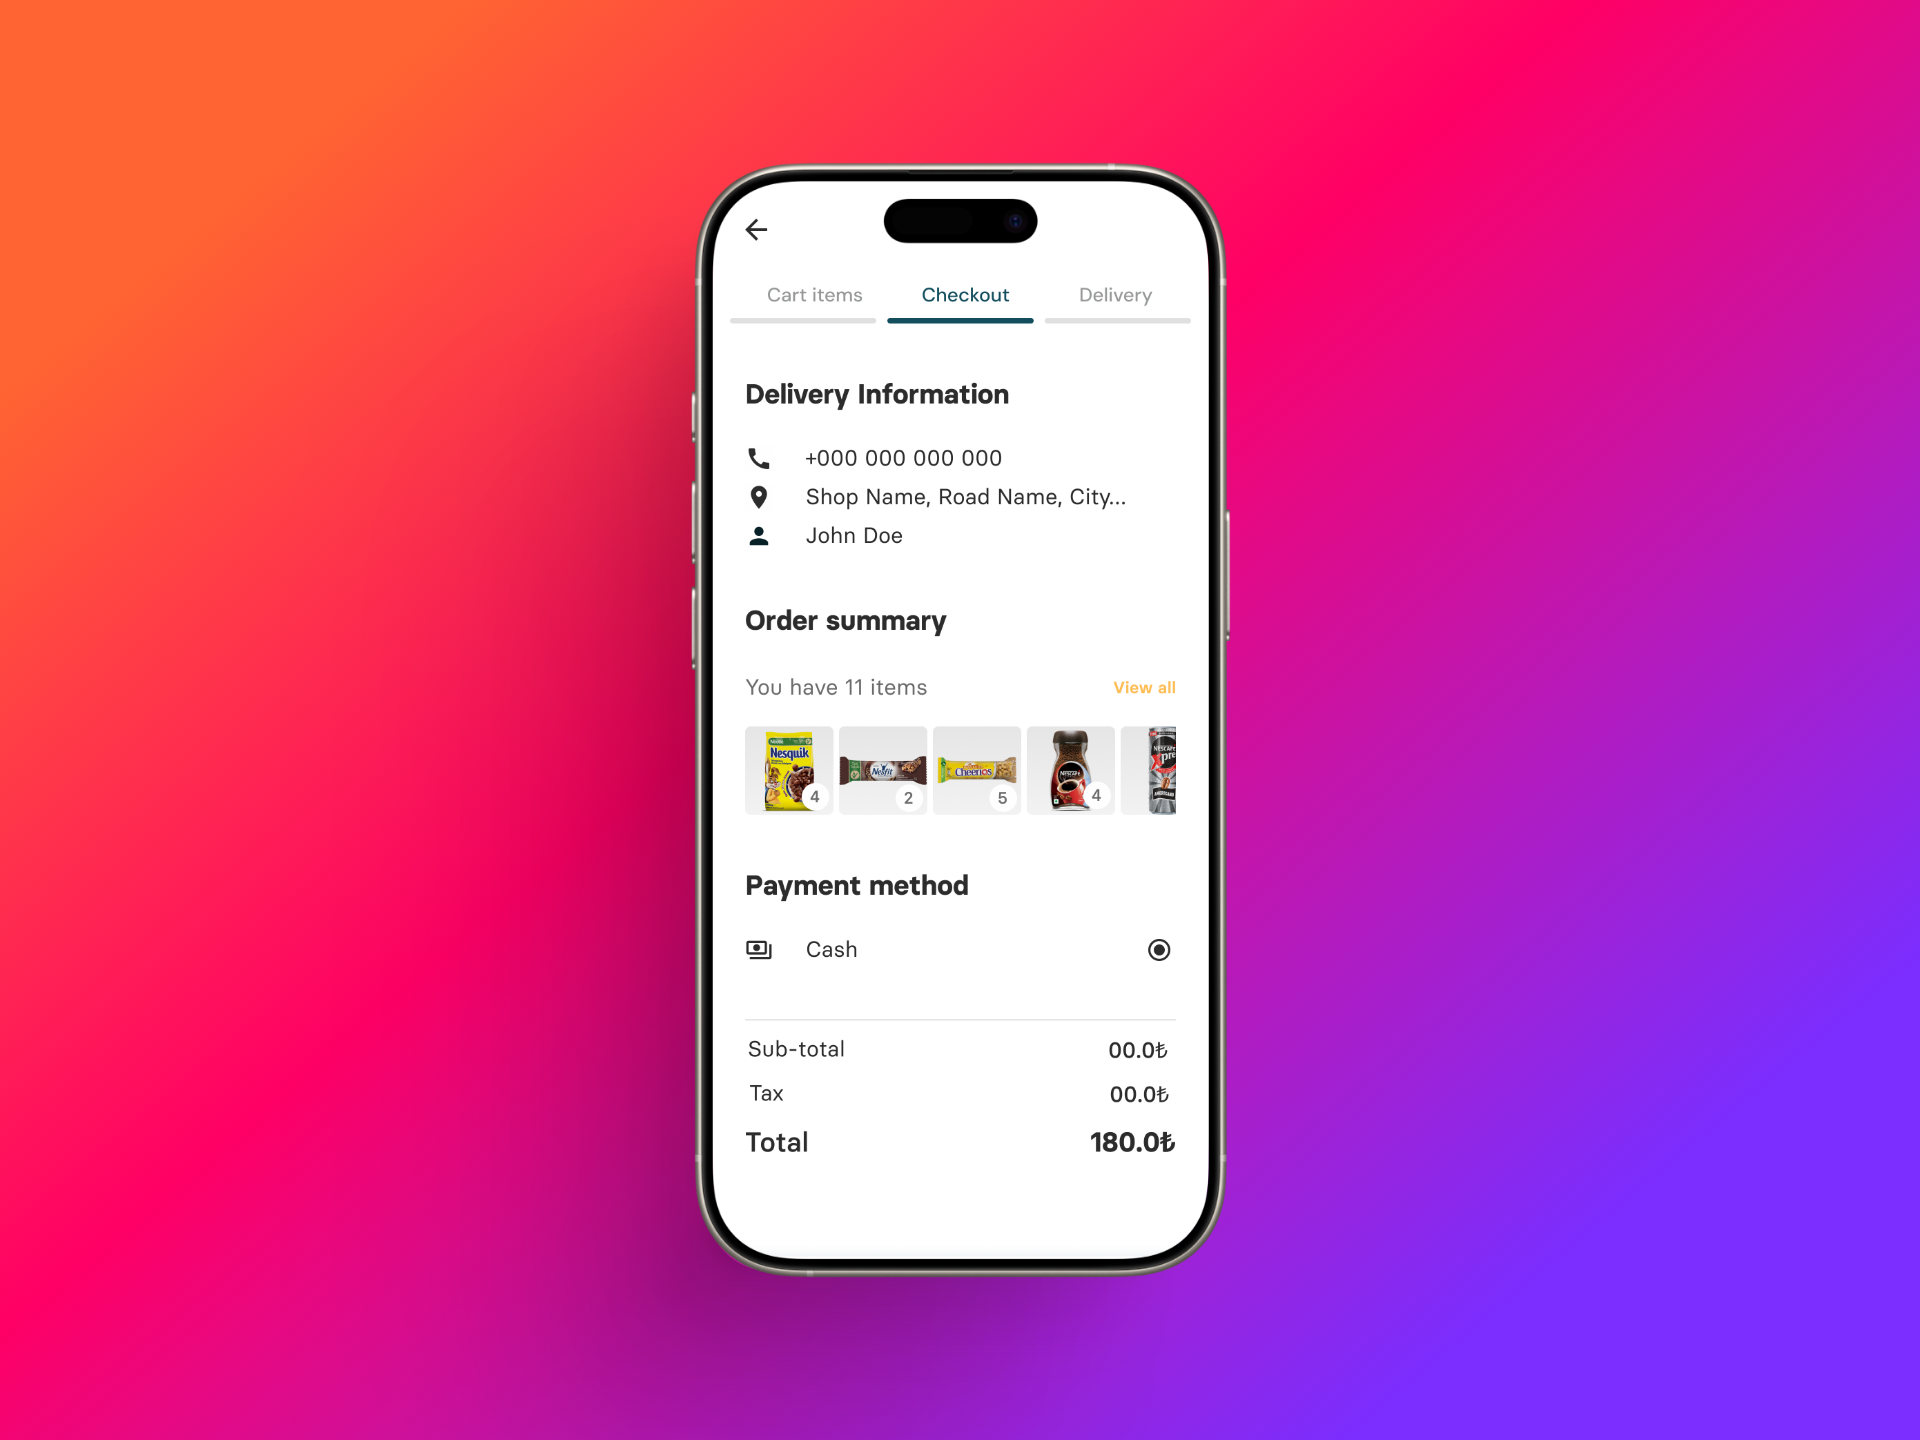 Cart items
Checkout
Delivery
Delivery Information
+000 000 000 000
Shop Name, Road Name, City...
John Doe
Order summary
You have 11 items
View all
Nesquik
4
Nesfit
2
Cheerios
5
NESCAFÉ
4
NESCAFÉ
Xpre
AMERICANO
Payment method
Cash
Sub-total
00.0₺
Tax
00.0₺
Total
180.0₺